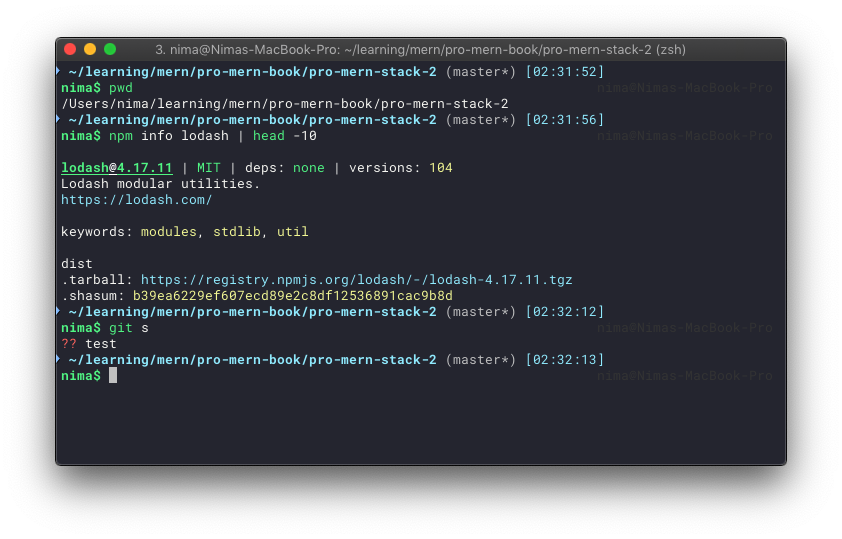 3. nima@Nimas-MacBook-Pro: ~/learning/mern/pro-mern-book/pro-mern-stack-2 (zsh)
~/learning/mern/pro-mern-book/pro-mern-stack-2 (master*) [02:31:52]
nima$ pwd nima@Nimas-MacBook-Pro
/Users/nima/learning/mern/pro-mern-book/pro-mern-stack-2
~/learning/mern/pro-mern-book/pro-mern-stack-2 (master*) [02:31:56]
nima$ npm info lodash | head -10 nima@Nimas-MacBook-Pro
lodash@4.17.11 | MIT | deps: none | versions: 104
Lodash modular utilities.
https://lodash.com/
keywords: modules, stdlib, util
dist
.tarball: https://registry.npmjs.org/lodash/-/lodash-4.17.11.tgz
.shasum: b39ea6229ef607ecd89e2c8df12536891cac9b8d
~/learning/mern/pro-mern-book/pro-mern-stack-2 (master*) [02:32:12]
nima$ git s nima@Nimas-MacBook-Pro
?? test
~/learning/mern/pro-mern-book/pro-mern-stack-2 (master*) [02:32:13]
nima$ nima@Nimas-MacBook-Pro